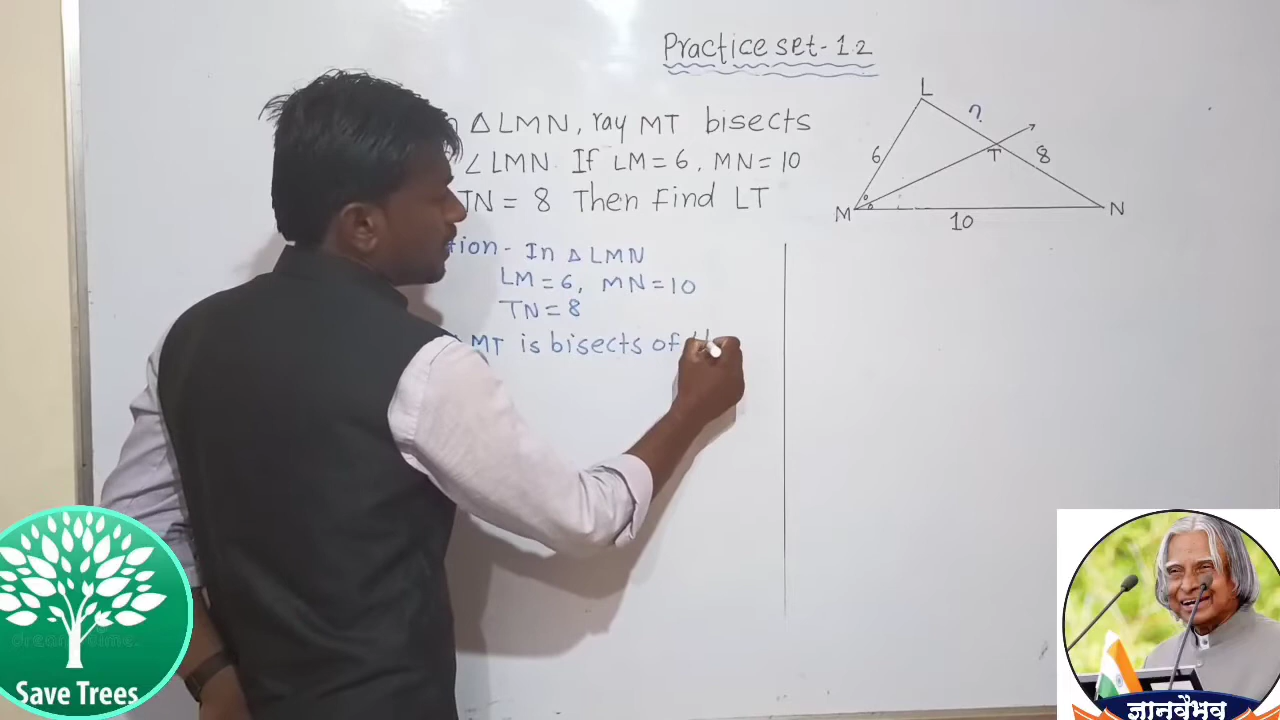 Practice set-1.2
△ LMN, ray MT bisects
∠LMN. If LM=6, MN=10
TN = 8 Then Find LT
- In △ LMN
LM=6, MN=10
TN=8
MT is bisects of
L
?
6
T
8
M
10
N
Save Trees
ज्ञानवैभव